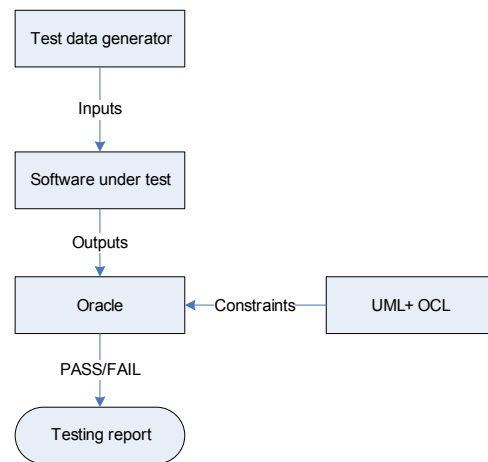 Test data generator
Inputs
Software under test
Outputs
Oracle
Constraints
UML+ OCL
PASS/FAIL
Testing report